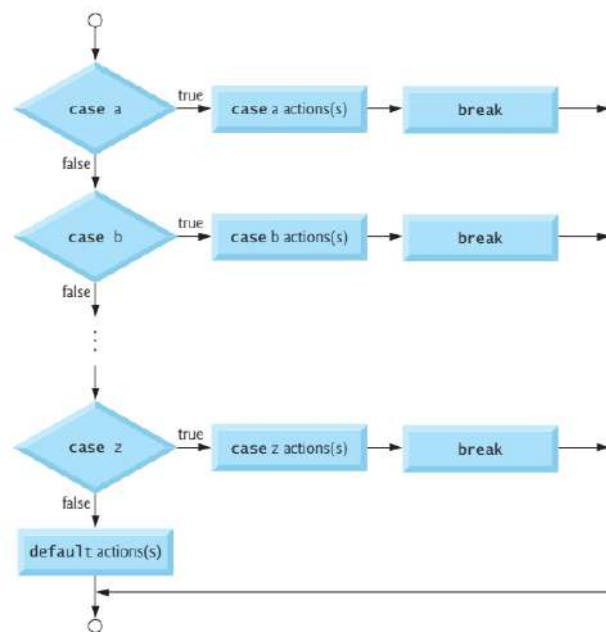 case a
true
case a actions(s)
break
false
case b
true
case b actions(s)
break
false
case z
true
case z actions(s)
break
false
default actions(s)